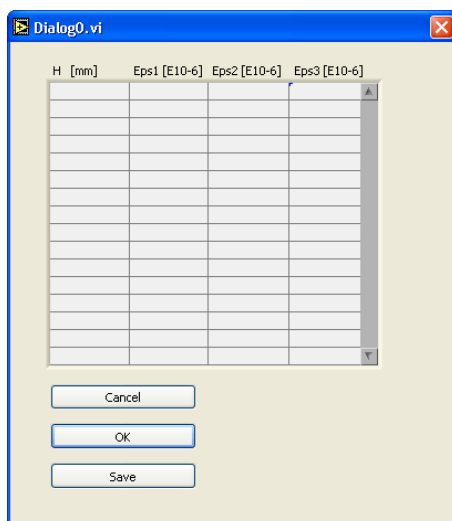 Dialog0.vi
H [mm] Eps1 [E10-6] Eps2 [E10-6] Eps3 [E10-6]
Cancel
OK
Save